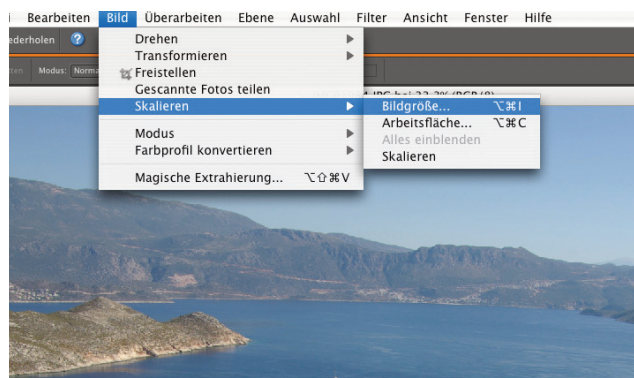 Bearbeiten Bild Überarbeiten Ebene Auswahl Filter Ansicht Fenster Hilfe
Drehen
Transformieren
Modus:
Freistellen
Gescannte Fotos teilen
Skalieren
Bildgröße... ⌥⌘I
Arbeitsfläche... ⌥⌘C
Alles einblenden
Skalieren
Modus
Farbprofil konvertieren
Magische Extrahierung... ⌥⇧⌘V